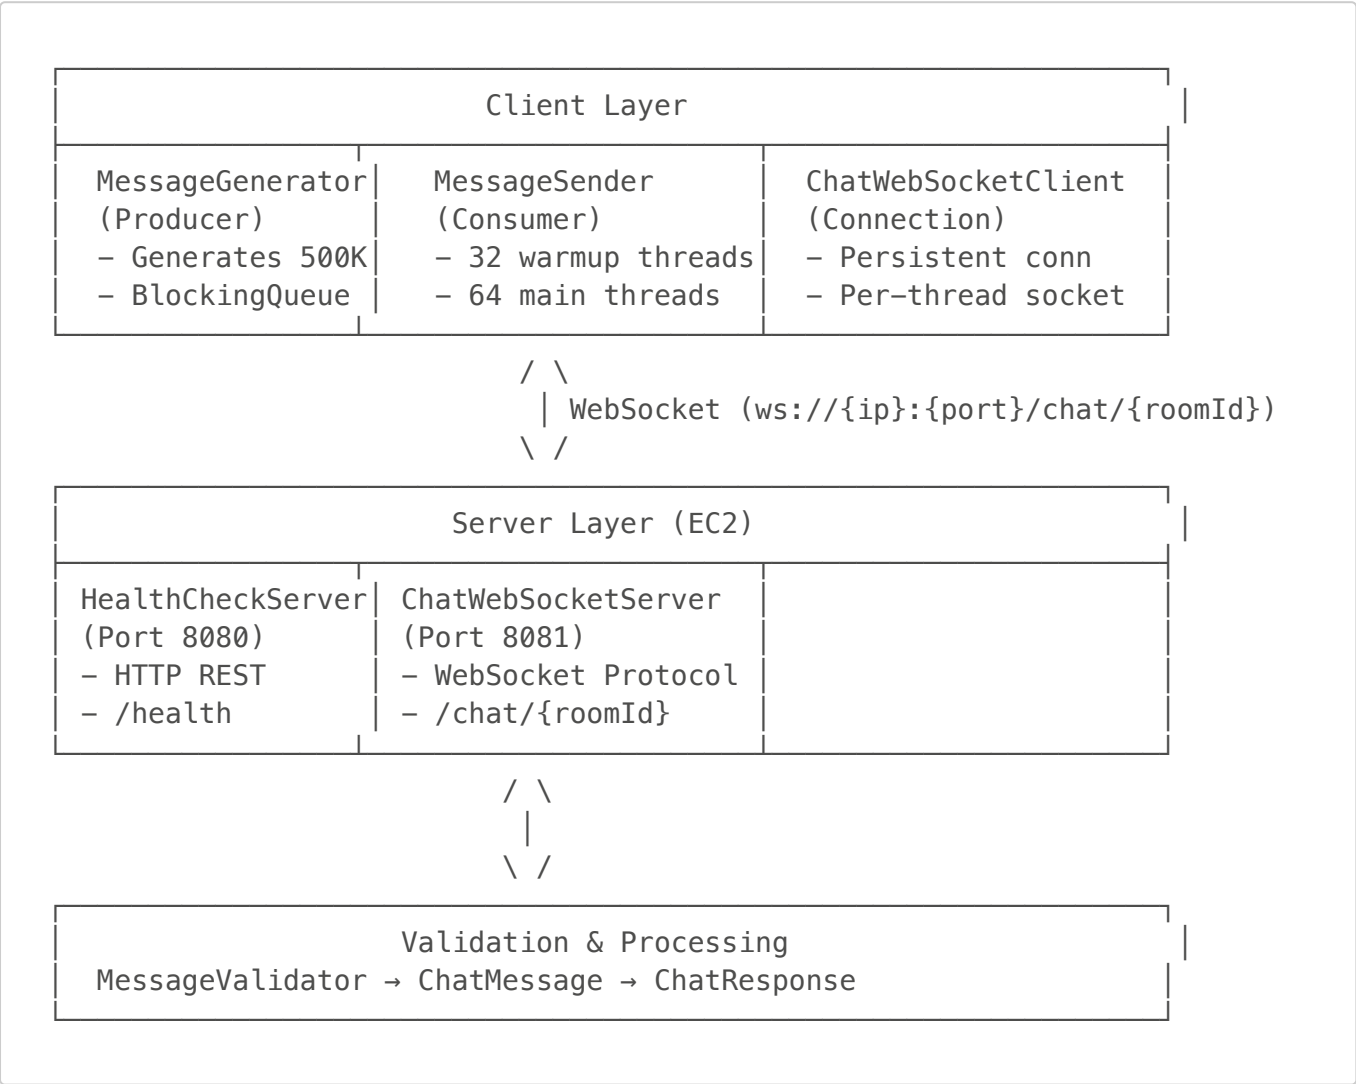 Client Layer
MessageGenerator│ MessageSender │ ChatWebSocketClient
(Producer) │ (Consumer) │ (Connection)
– Generates 500K│ – 32 warmup threads│ – Persistent conn
– BlockingQueue │ – 64 main threads │ – Per–thread socket
/ \
│ WebSocket (ws://{ip}:{port}/chat/{roomId})
\ /
Server Layer (EC2)
HealthCheckServer│ ChatWebSocketServer │
(Port 8080) │ (Port 8081) │
– HTTP REST │ – WebSocket Protocol │
– /health │ – /chat/{roomId} │
/ \
│
\ /
Validation & Processing
MessageValidator → ChatMessage → ChatResponse